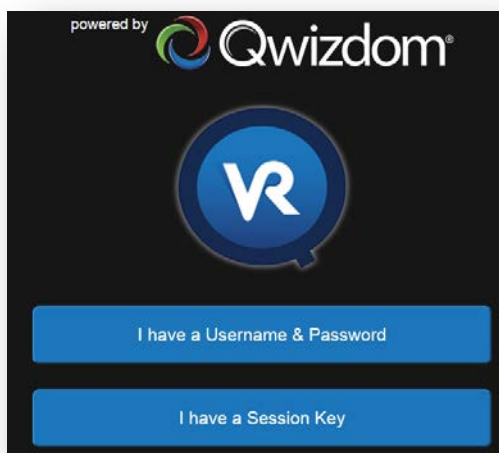 powered by Qwizdom®
VR
I have a Username & Password
I have a Session Key